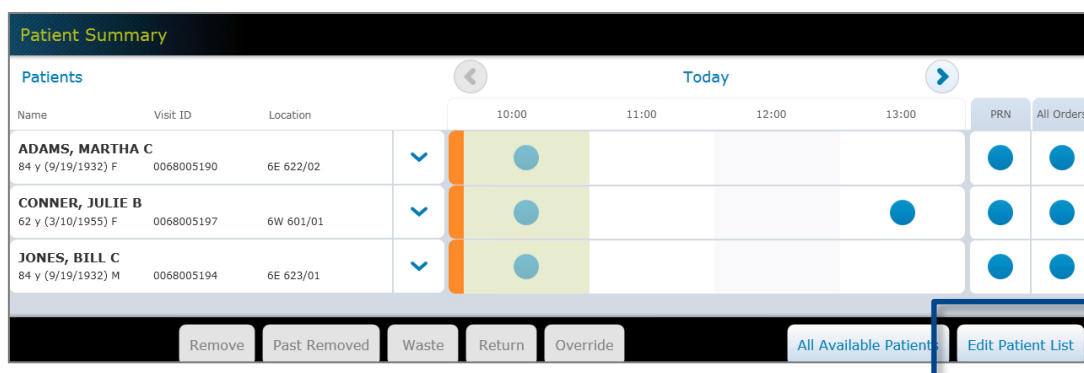 Patient Summary
Patients Today
Name Visit ID Location 10:00 11:00 12:00 13:00 PRN All Orders
ADAMS, MARTHA C
84 y (9/19/1932) F 0068005190 6E 622/02
CONNER, JULIE B
62 y (3/10/1955) F 0068005197 6W 601/01
JONES, BILL C
84 y (9/19/1932) M 0068005194 6E 623/01
Remove Past Removed Waste Return Override All Available Patients Edit Patient List